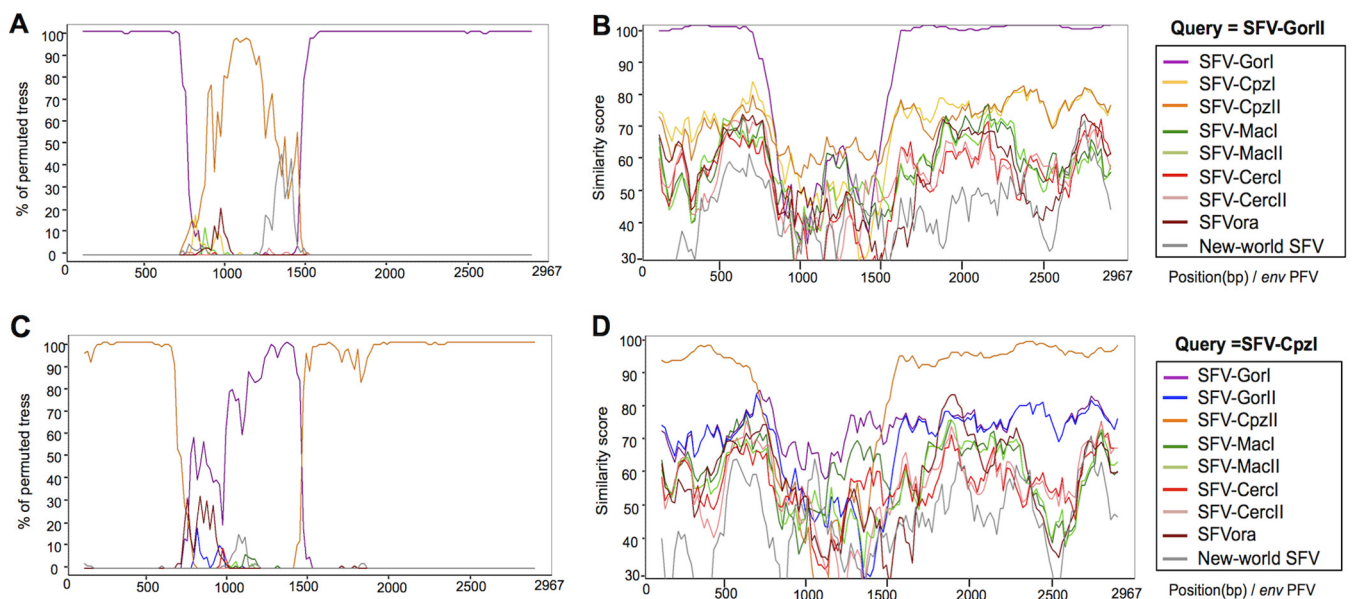 A
% of permuted tress
100
90
80
70
60
50
40
30
20
10
0
0 500 1000 1500 2000 2500 2967
B
Similarity score
100
90
80
70
60
50
40
30
0 500 1000 1500 2000 2500 2967
Query = SFV-GorII
SFV-GorI
SFV-CpzI
SFV-CpzII
SFV-MacI
SFV-MacII
SFV-CercI
SFV-CercII
SFVora
New-world SFV
Position(bp) / env PFV
C
% of permuted tress
100
90
80
70
60
50
40
30
20
10
0
0 500 1000 1500 2000 2500 2967
D
Similarity score
100
90
80
70
60
50
40
30
500 1000 1500 2000 2500 2967
Query =SFV-CpzI
SFV-GorI
SFV-GorII
SFV-CpzII
SFV-MacI
SFV-MacII
SFV-CercI
SFV-CercII
SFVora
New-world SFV
Position(bp) / env PFV